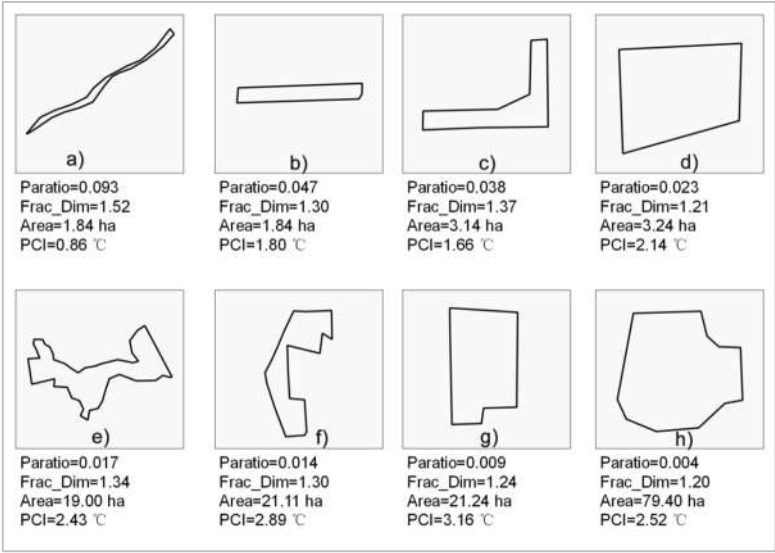 a)
Paratio=0.093
Frac_Dim=1.52
Area=1.84 ha
PCI=0.86 ℃
b)
Paratio=0.047
Frac_Dim=1.30
Area=1.84 ha
PCI=1.80 ℃
c)
Paratio=0.038
Frac_Dim=1.37
Area=3.14 ha
PCI=1.66 ℃
d)
Paratio=0.023
Frac_Dim=1.21
Area=3.24 ha
PCI=2.14 ℃
e)
Paratio=0.017
Frac_Dim=1.34
Area=19.00 ha
PCI=2.43 ℃
f)
Paratio=0.014
Frac_Dim=1.30
Area=21.11 ha
PCI=2.89 ℃
g)
Paratio=0.009
Frac_Dim=1.24
Area=21.24 ha
PCI=3.16 ℃
h)
Paratio=0.004
Frac_Dim=1.20
Area=79.40 ha
PCI=2.52 ℃